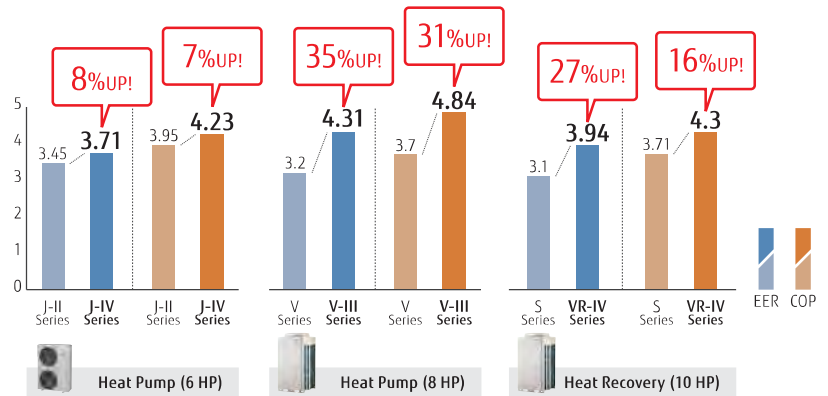 8%UP!
7%UP!
35%UP!
31%UP!
27%UP!
16%UP!
5
4
3
2
1
0
3.45
3.71
3.95
4.23
3.2
4.31
3.7
4.84
3.1
3.94
3.71
4.3
J-II
Series
J-IV
Series
J-II
Series
J-IV
Series
V
Series
V-III
Series
V
Series
V-III
Series
S
Series
VR-IV
Series
S
Series
VR-IV
Series
EER
COP
Heat Pump (6 HP)
Heat Pump (8 HP)
Heat Recovery (10 HP)